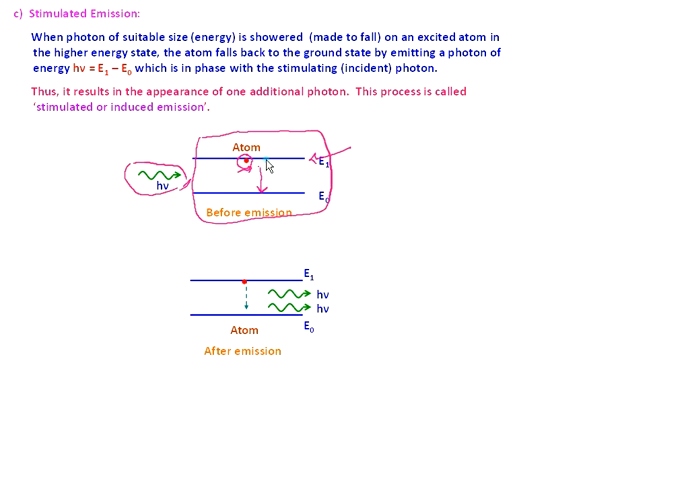 c) Stimulated Emission:
When photon of suitable size (energy) is showered (made to fall) on an excited atom in
the higher energy state, the atom falls back to the ground state by emitting a photon of
energy hν = E₁ – E₀ which is in phase with the stimulating (incident) photon.
Thus, it results in the appearance of one additional photon. This process is called
‘stimulated or induced emission’.
Atom
E₁
hν
E₀
Before emission
E₁
hν
hν
E₀
Atom
After emission